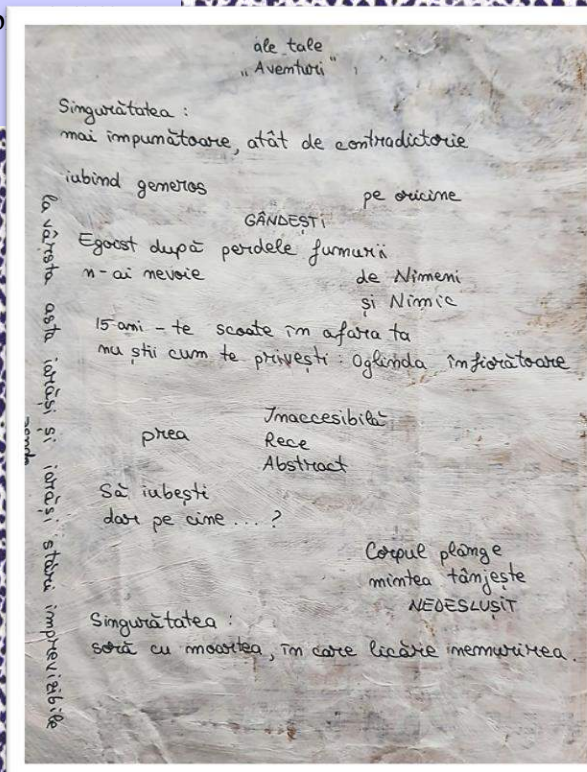 ale tale
„Aventuri”
Singurătatea :
mai impunătoare, atât de contradictorie
iubind generos pe oricine
GÂNDEȘTI
Egoist după perdele fumurii
n-ai nevoie de Nimeni
și Nimic
15 ani - te scoate în afara ta
nu știi cum te privești : Oglinda înfiorătoare
Inaccesibilă
prea Rece
Abstract
Să iubești
dar pe cine ... ?
Corpul plânge
mintea tânjește
NEDESLUȘIT
Singurătatea :
soră cu moartea, în care licăre nemurirea.
la vârsta asta iarăși și iarăși stări imprevizibile